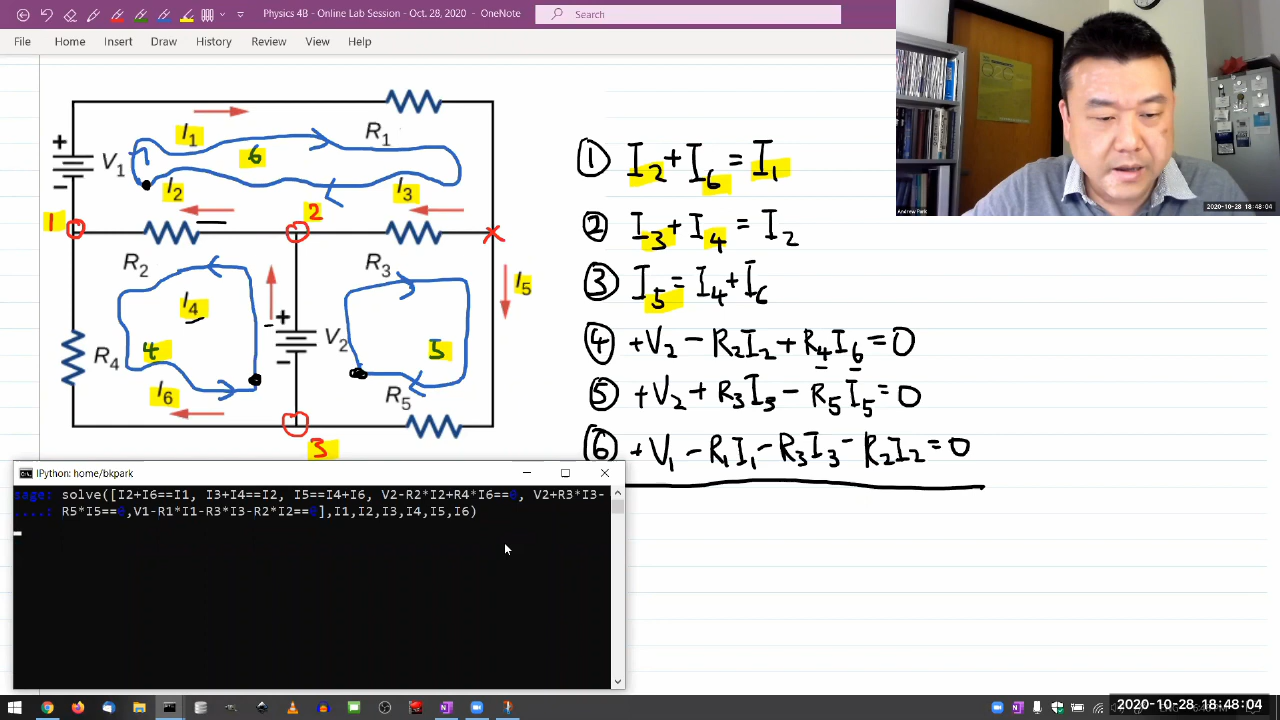 Physics 4B - Online Lab Session - Oct. 28, 2020 - OneNote
Search
File Home Insert Draw History Review View Help
+ V₁ -
I₁
6
R₁
I₂
I₃
1
2
R₂
R₃
I₄
I₅
+ V₂ -
4
5
R₄
R₅
I₆
3
① I₂+I₆=I₁
② I₃+I₄=I₂
③ I₅=I₄+I₆
④ +V₂-R₂I₂+R₄I₆=0
⑤ +V₂+R₃I₃-R₅I₅=0
⑥ +V₁-R₁I₁-R₃I₃-R₂I₂=0
IPython: home/bkpark
sage: solve([I2+I6==I1, I3+I4==I2, I5==I4+I6, V2-R2*I2+R4*I6==0, V2+R3*I3-
....: R5*I5==0,V1-R1*I1-R3*I3-R2*I2==0],I1,I2,I3,I4,I5,I6)
Andrew Park
2020-10-28 18:48:04
2020-10-28 18:48:04